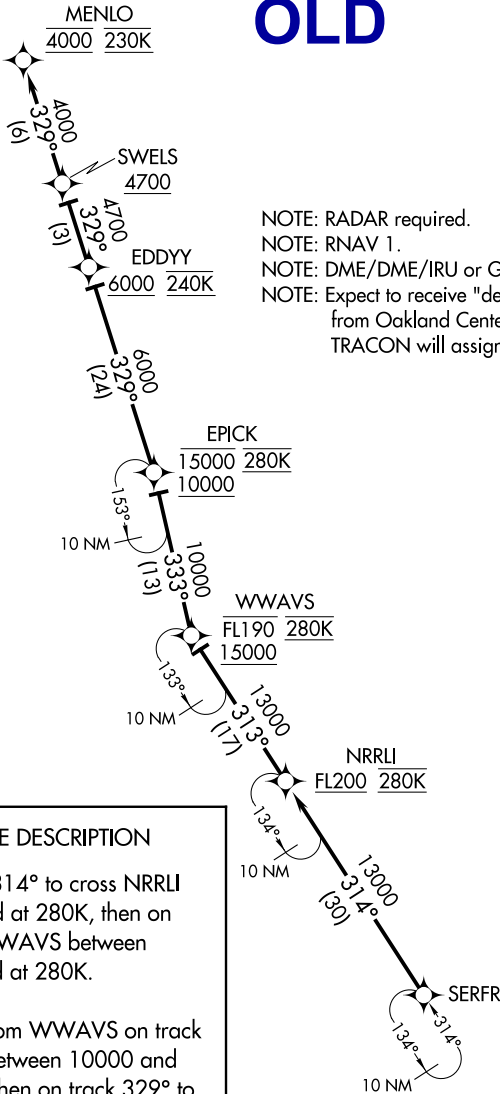 OLD
MENLO
4000 230K
4000
329°
(6)
SWELS
4700
4700
329°
(3)
EDDYY
6000 240K
NOTE: RADAR required.
NOTE: RNAV 1.
NOTE: DME/DME/IRU or G
NOTE: Expect to receive "de
from Oakland Cente
TRACON will assign
6000
329°
(24)
EPICK
15000 280K
10000
153°
10 NM
10000
333°
(13)
WWAVS
FL190 280K
15000
133°
10 NM
13000
313°
(17)
NRRLI
FL200 280K
134°
10 NM
13000
314°
(30)
SERFR
314°
134°
10 NM
E DESCRIPTION
314° to cross NRRLI
d at 280K, then on
WAVS between
d at 280K.
om WWAVS on track
etween 10000 and
hen on track 329° to